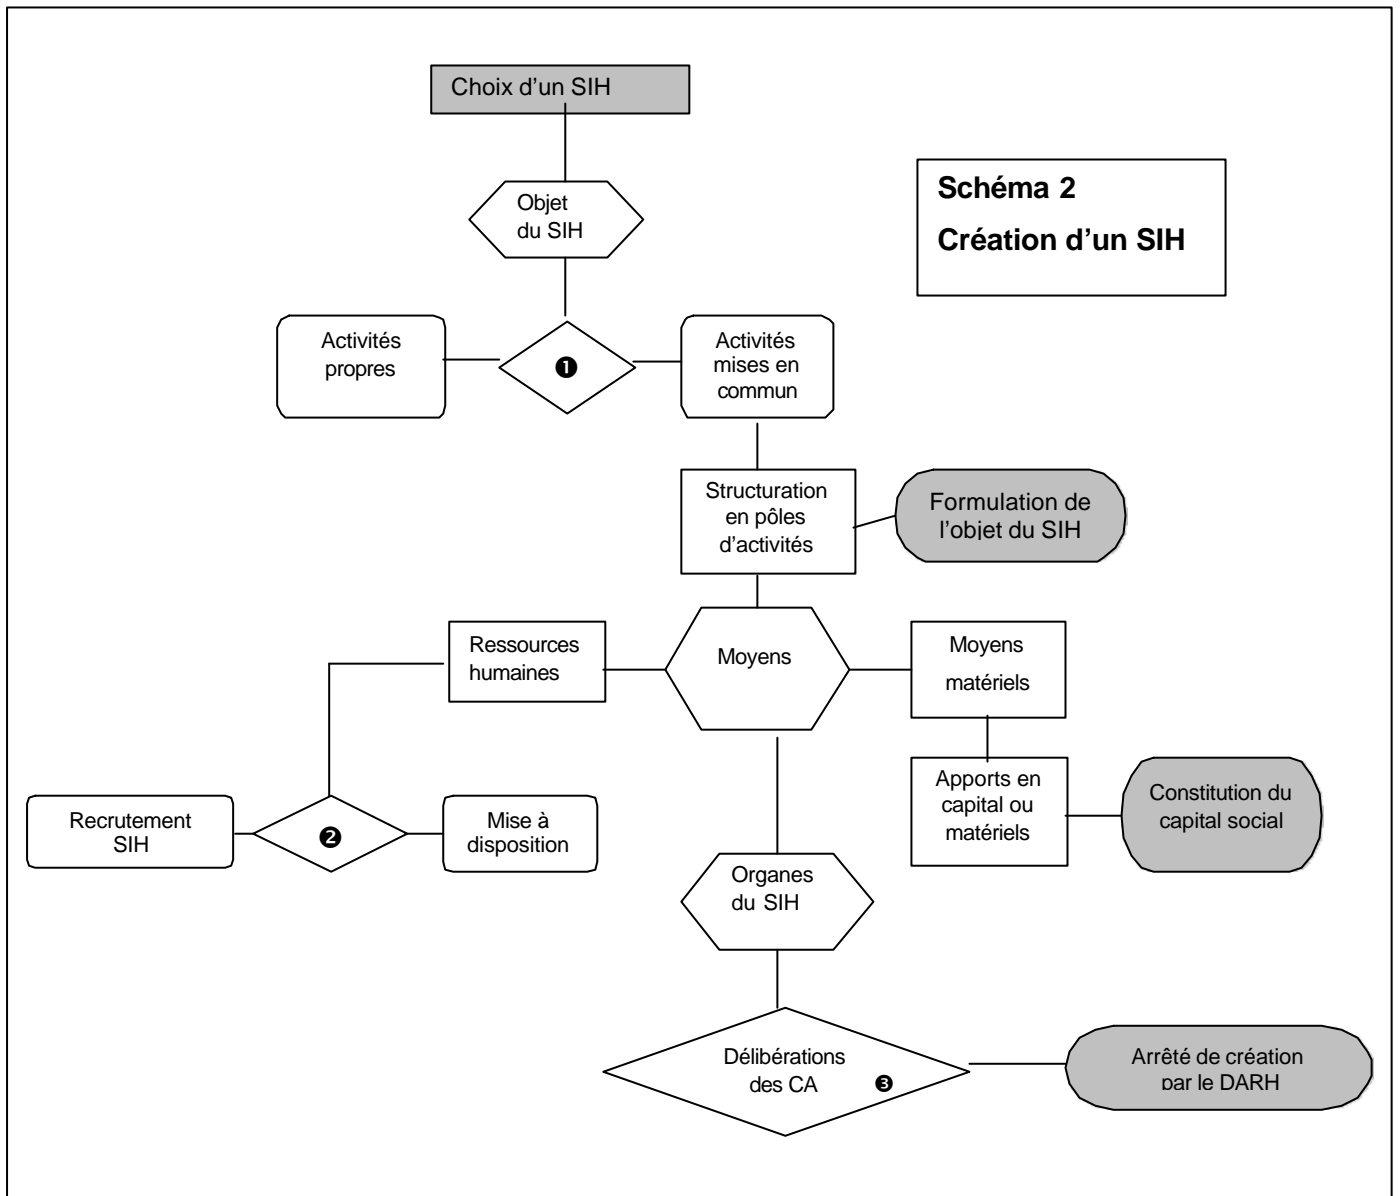 Choix d'un SIH
Schéma 2
Création d'un SIH
Objet
du SIH
Activités
propres
❶
Activités
mises en
commun
Structuration
en pôles
d'activités
Formulation de
l'objet du SIH
Ressources
humaines
Moyens
Moyens
matériels
Recrutement
SIH
❷
Mise à
disposition
Apports en
capital ou
matériels
Constitution du
capital social
Organes
du SIH
Délibérations
des CA ❸
Arrêté de création
par le DARH